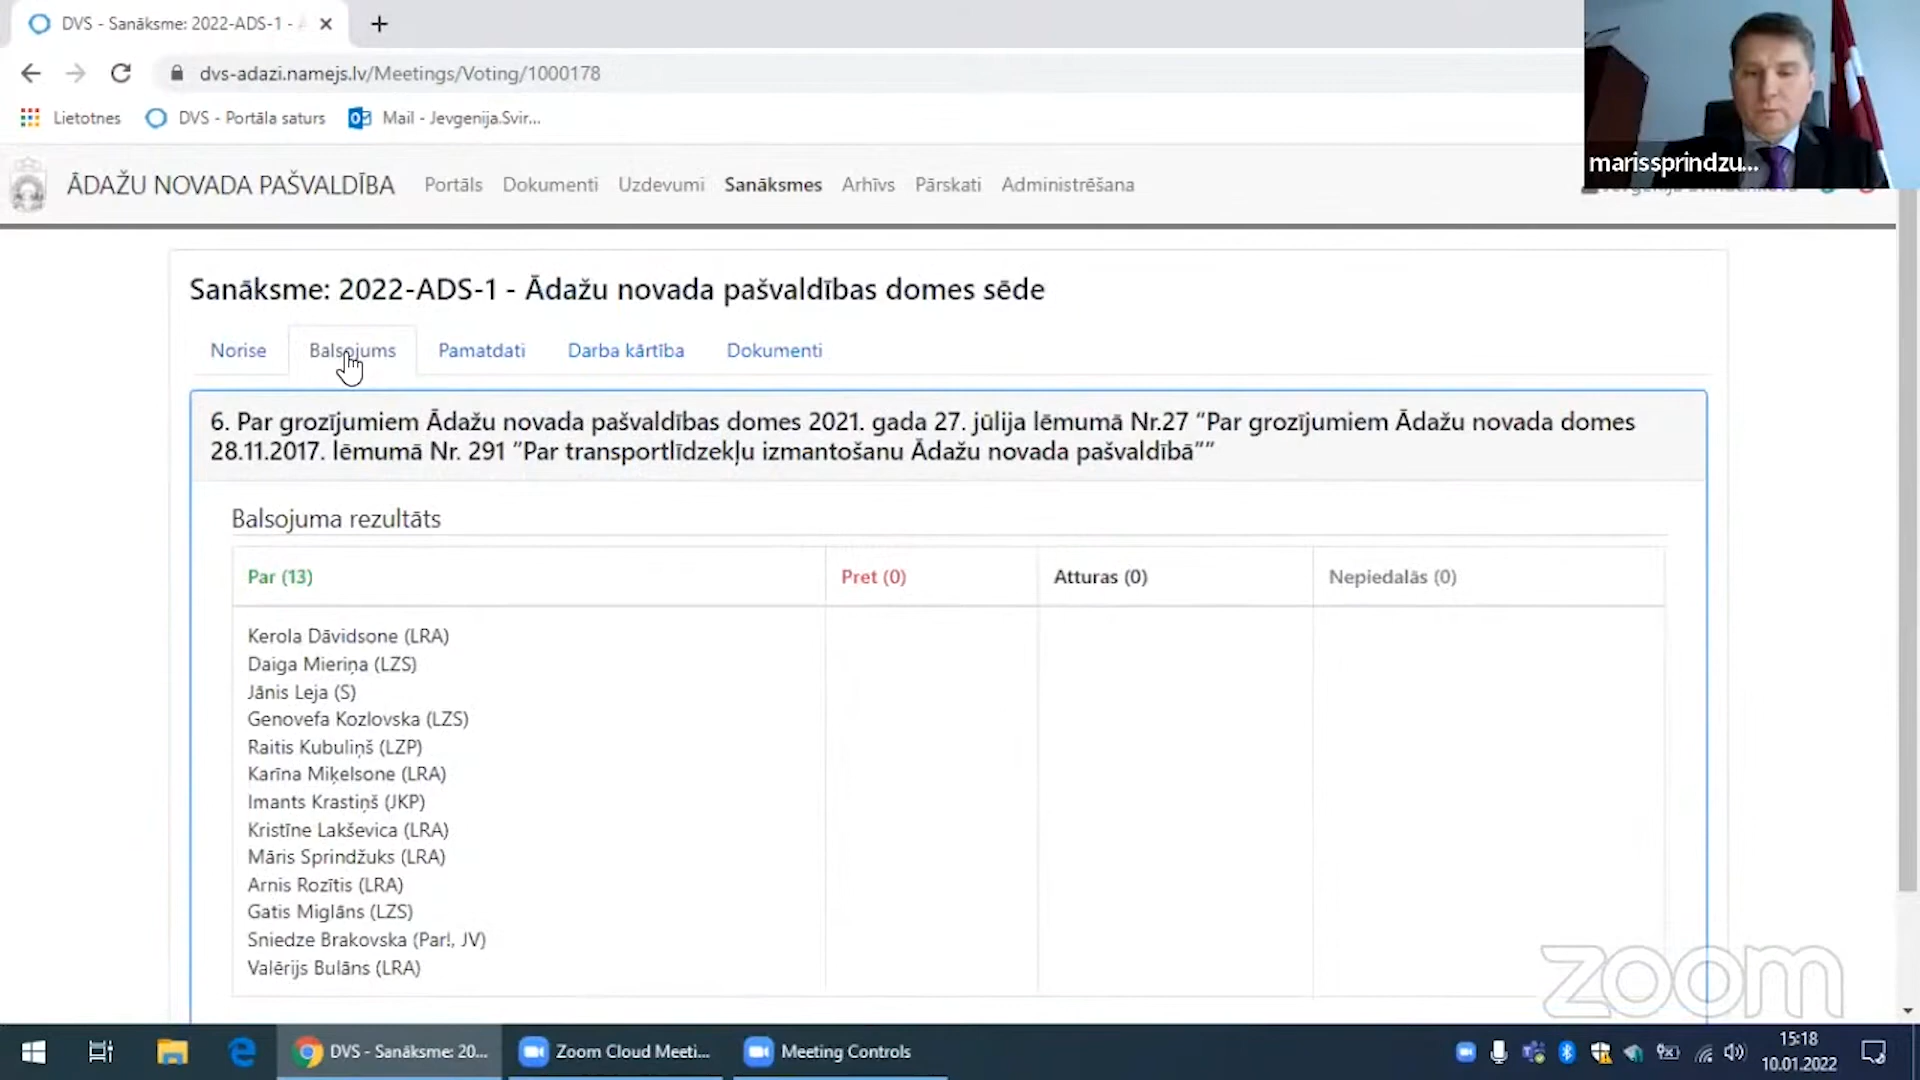 DVS - Sanāksme: 2022-ADS-1 -
dvs-adazi.namejs.lv/Meetings/Voting/1000178
Lietotnes
DVS - Portāla saturs
Mail - Jevgenija.Svir...
marissprindzu...
ĀDAŽU NOVADA PAŠVALDĪBA
Portāls
Dokumenti
Uzdevumi
Sanāksmes
Arhīvs
Pārskati
Administrēšana
Sanāksme: 2022-ADS-1 - Ādažu novada pašvaldības domes sēde
Norise
Balsojums
Pamatdati
Darba kārtība
Dokumenti
6. Par grozījumiem Ādažu novada pašvaldības domes 2021. gada 27. jūlija lēmumā Nr.27 “Par grozījumiem Ādažu novada domes
28.11.2017. lēmumā Nr. 291 ”Par transportlīdzekļu izmantošanu Ādažu novada pašvaldībā””
Balsojuma rezultāts
Par (13)
Pret (0)
Atturas (0)
Nepiedalās (0)
Kerola Dāvidsone (LRA)
Daiga Mieriņa (LZS)
Jānis Leja (S)
Genovefa Kozlovska (LZS)
Raitis Kubuliņš (LZP)
Karīna Miķelsone (LRA)
Imants Krastiņš (JKP)
Kristīne Lakševica (LRA)
Māris Sprindžuks (LRA)
Arnis Rozītis (LRA)
Gatis Miglāns (LZS)
Sniedze Brakovska (Par!, JV)
Valērijs Bulāns (LRA)
zoom
DVS - Sanāksme: 20...
Zoom Cloud Meeti...
Meeting Controls
15:18
10.01.2022